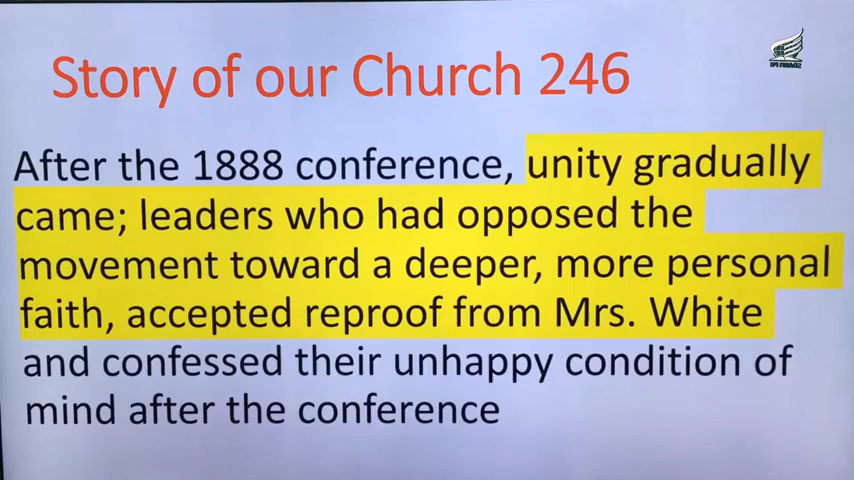 Story of our Church 246
After the 1888 conference, unity gradually
came; leaders who had opposed the
movement toward a deeper, more personal
faith, accepted reproof from Mrs. White
and confessed their unhappy condition of
mind after the conference